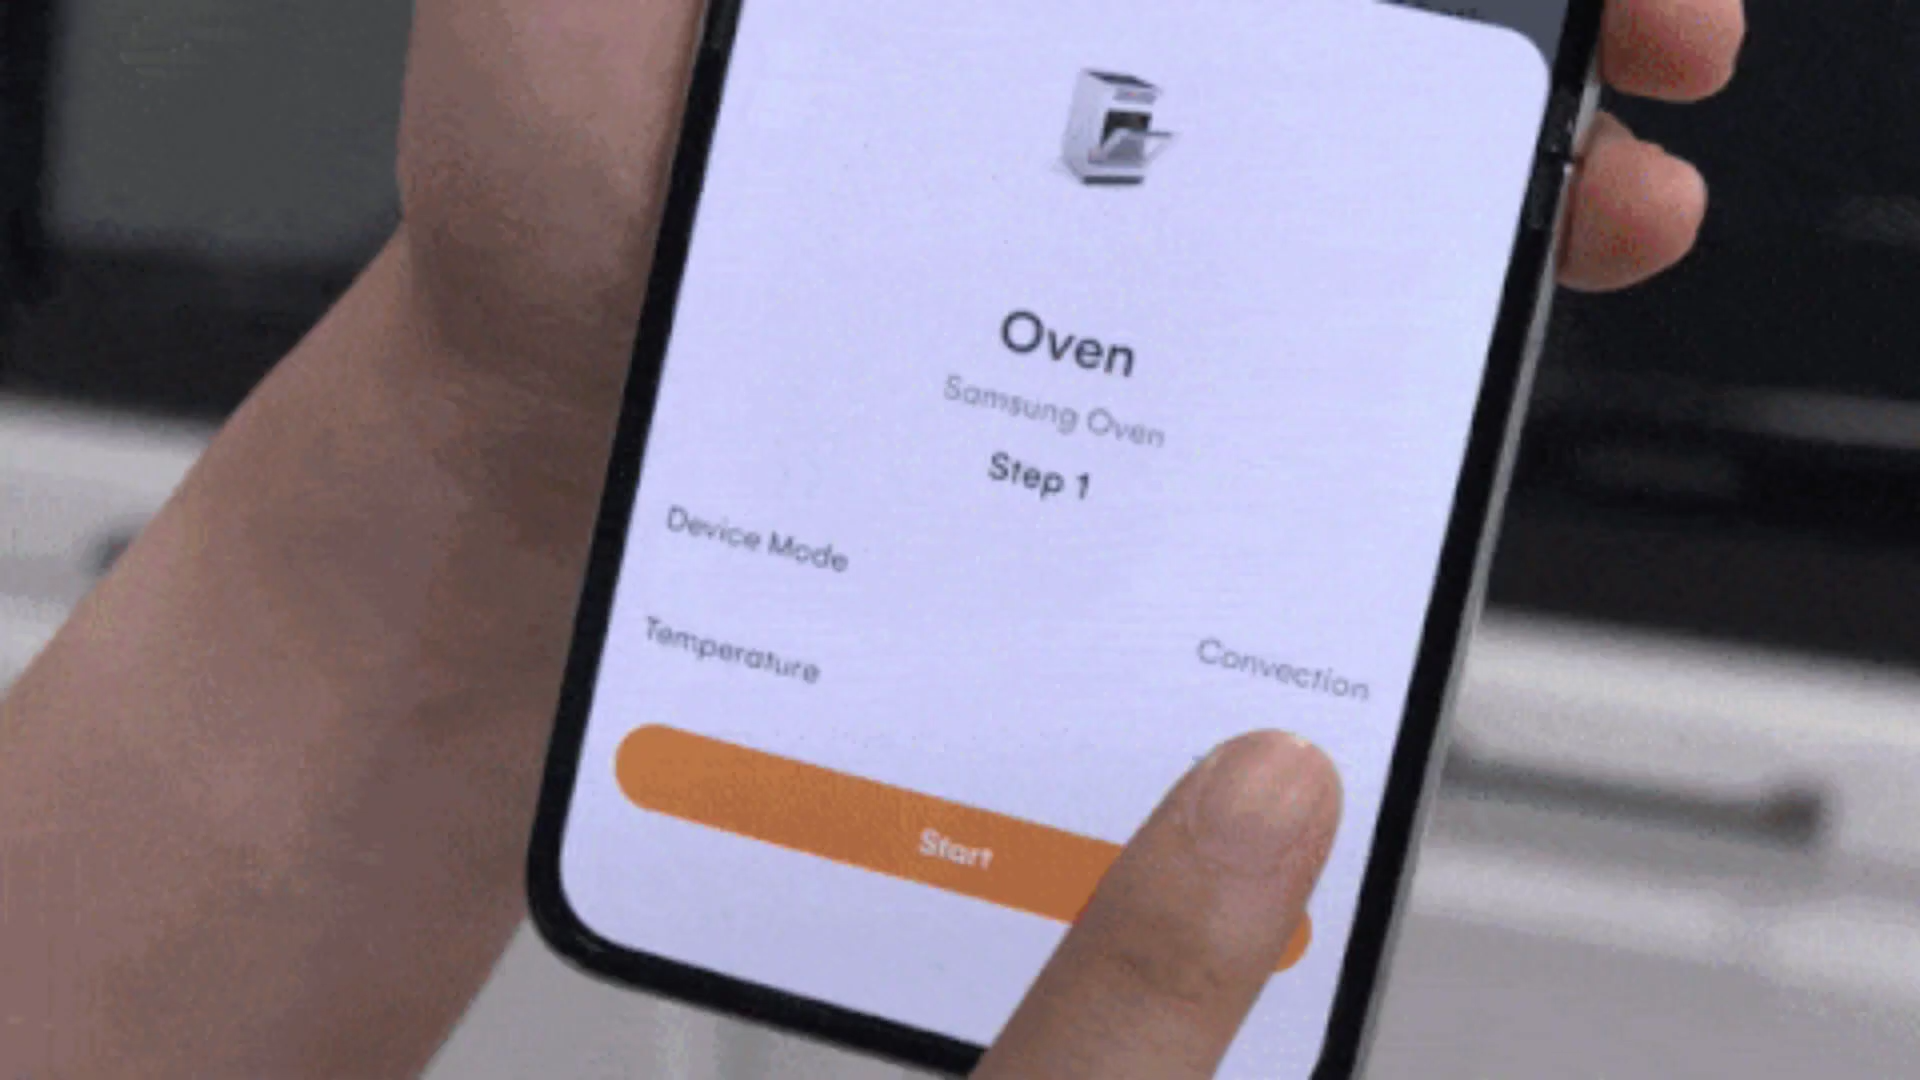 Oven
Samsung Oven
Step 1
Device Mode
Convection
Temperature
Start